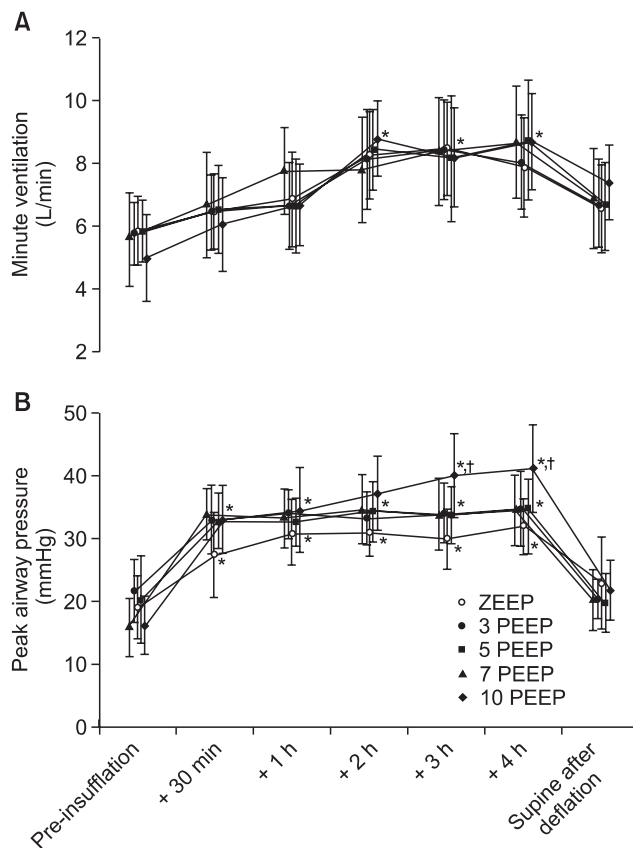 A
Minute ventilation
(L/min)
12
10
8
6
4
2
*
*
*
B
Peak airway pressure
(mmHg)
50
40
30
20
10
0
*
*
*
*
*
*,†
*
*
*,†
*
*
ZEEP
3 PEEP
5 PEEP
7 PEEP
10 PEEP
Pre-insufflation
+ 30 min
+ 1 h
+ 2 h
+ 3 h
+ 4 h
Supine after
deflation